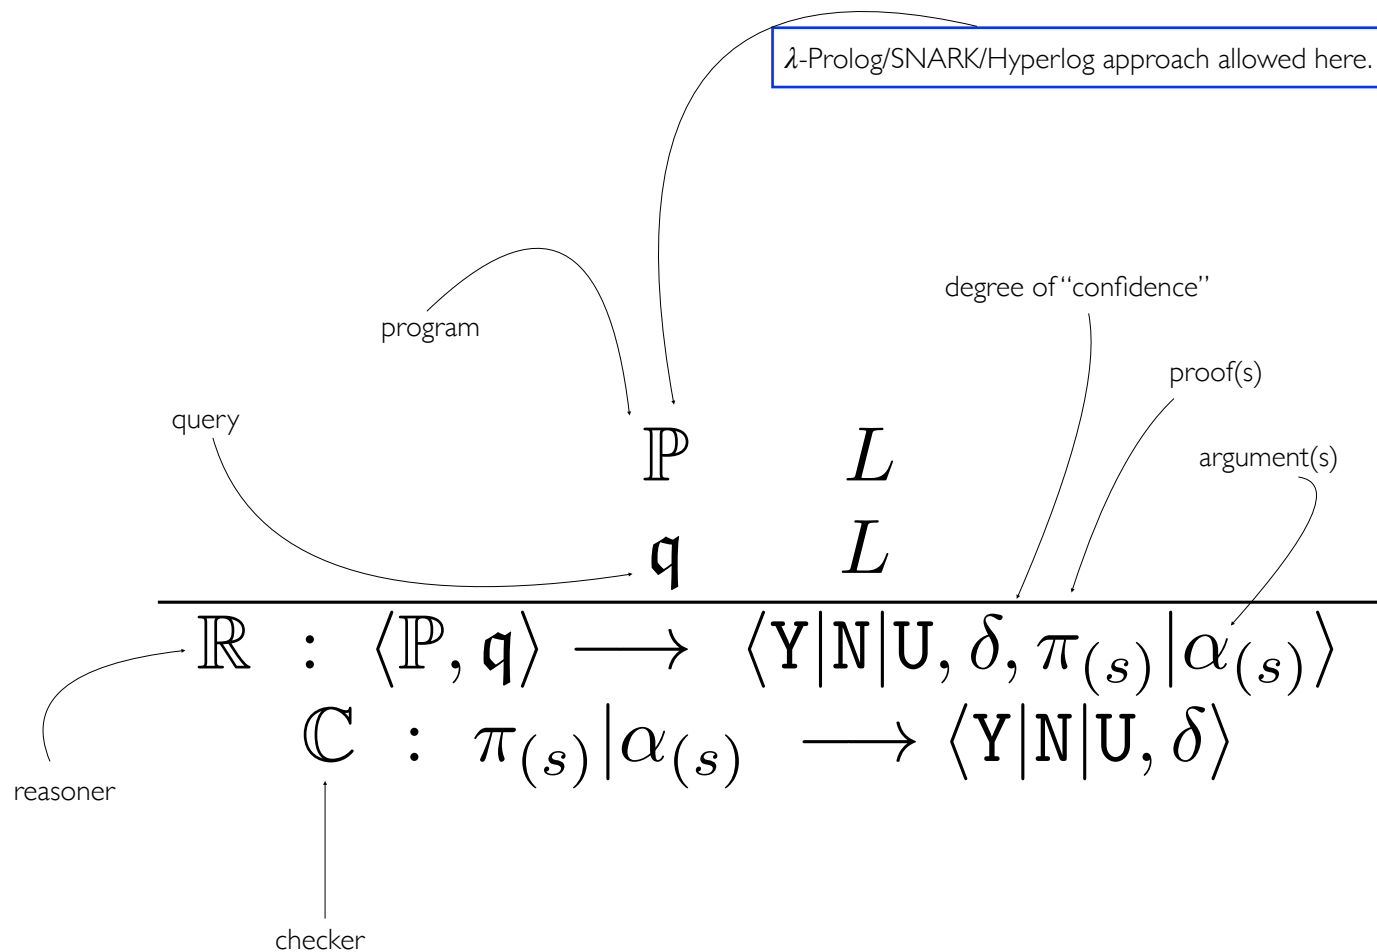 λ-Prolog/SNARK/Hyperlog approach allowed here.
degree of “confidence”
program
proof(s)
query
argument(s)
ℙ L
𝔮 L
ℝ : ⟨ℙ, 𝔮⟩ ⟶ ⟨Y|N|U, δ, π₍ₛ₎|α₍ₛ₎⟩
ℂ : π₍ₛ₎|α₍ₛ₎ ⟶ ⟨Y|N|U, δ⟩
reasoner
checker